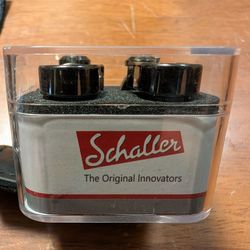 Schaller
The Original Innovators